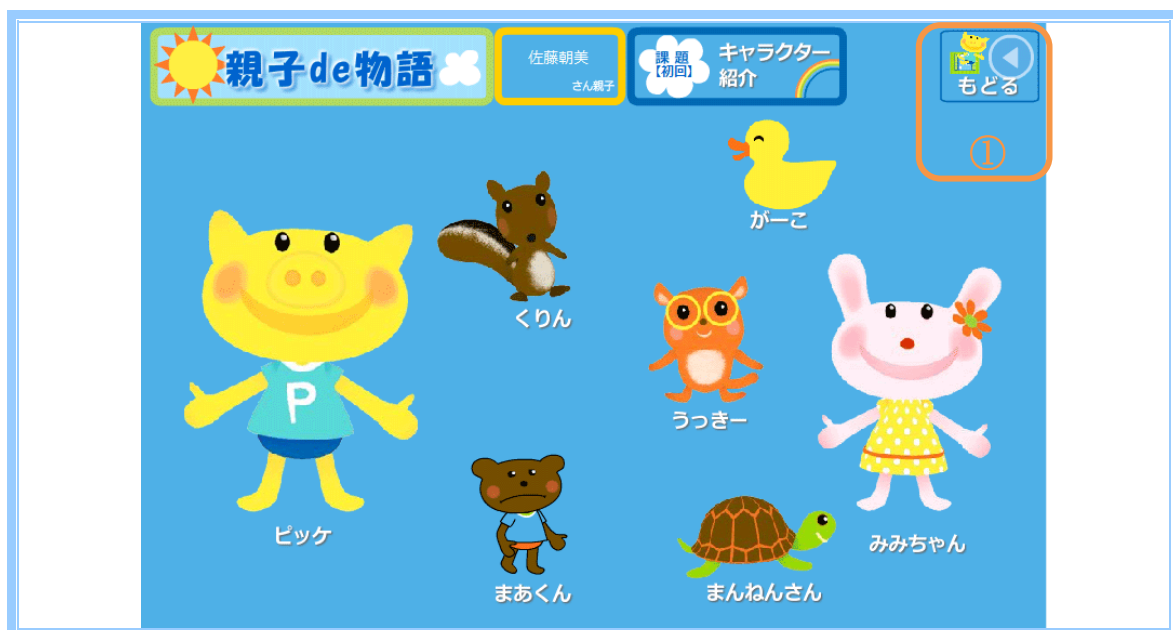 親子de物語
佐藤朝美
さん親子
課題
【初回】
キャラクター
紹介
もどる
①
がーこ
くりん
P
うっきー
ピッケ
みみちゃん
まあくん
まんねんさん